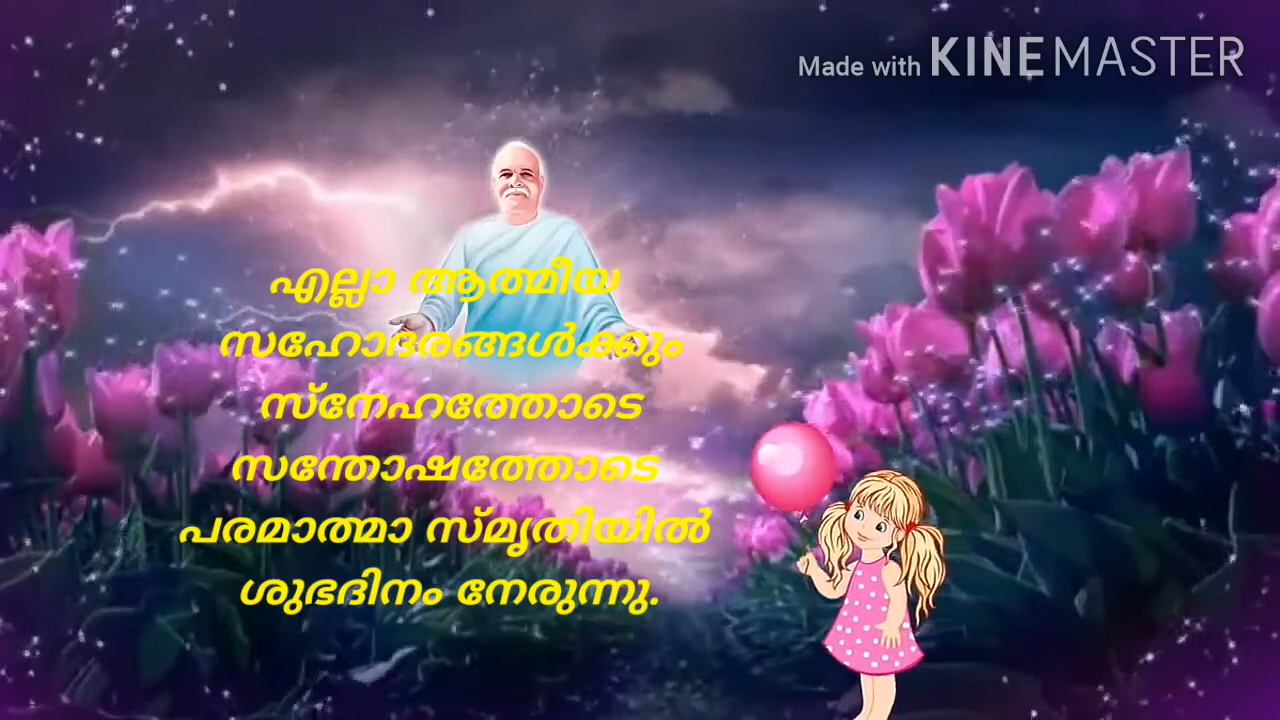 Made with KINEMASTER
എല്ലാ ആത്മീയ
സഹോദരങ്ങൾക്കും
സ്നേഹത്തോടെ
സന്തോഷത്തോടെ
പരമാത്മാ സ്മൃതിയിൽ
ശുഭദിനം നേരുന്നു.